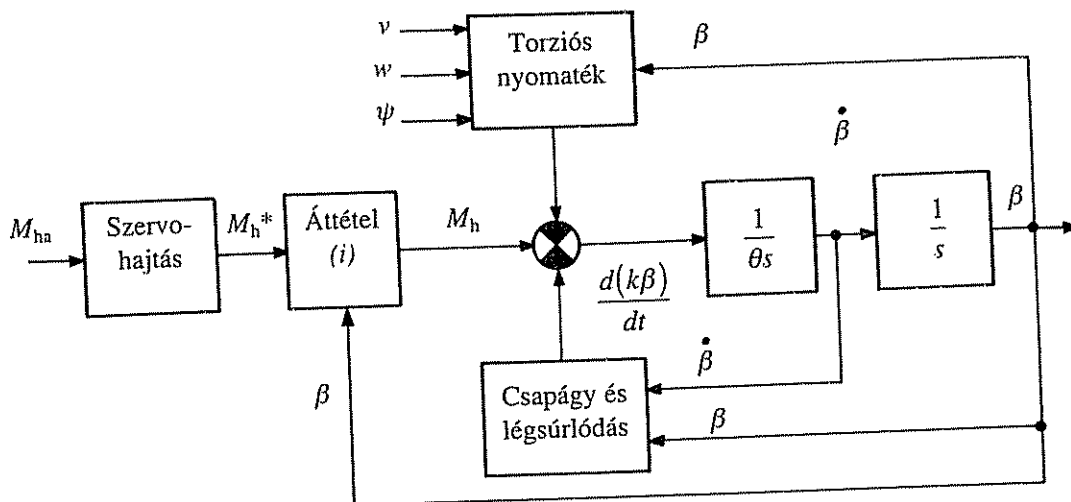 v
w
ψ
Torziós
nyomaték
β
β̇
M_ha
Szervo-
hajtás
M_h*
Áttétel
(i)
M_h
1
θs
1
s
β
d(kβ)
dt
β̇
β
Csapágy és
légsúrlódás
β